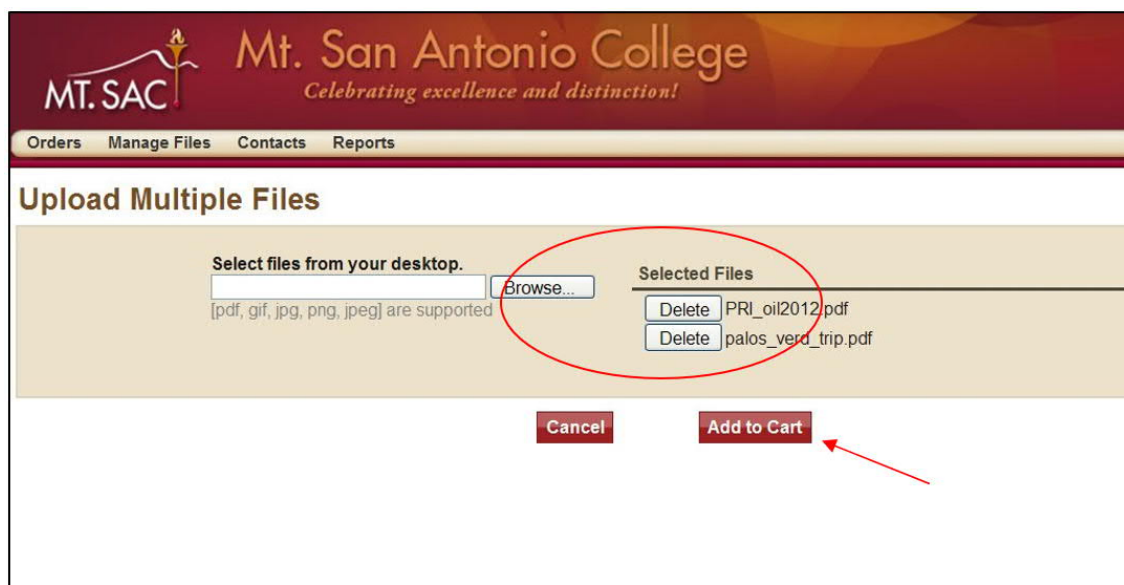 MT. SAC
Mt. San Antonio College
Celebrating excellence and distinction!
Orders Manage Files Contacts Reports
Upload Multiple Files
Select files from your desktop.
Browse...
[pdf, gif, jpg, png, jpeg] are supported
Selected Files
Delete PRI_oil2012.pdf
Delete palos_verd_trip.pdf
Cancel Add to Cart